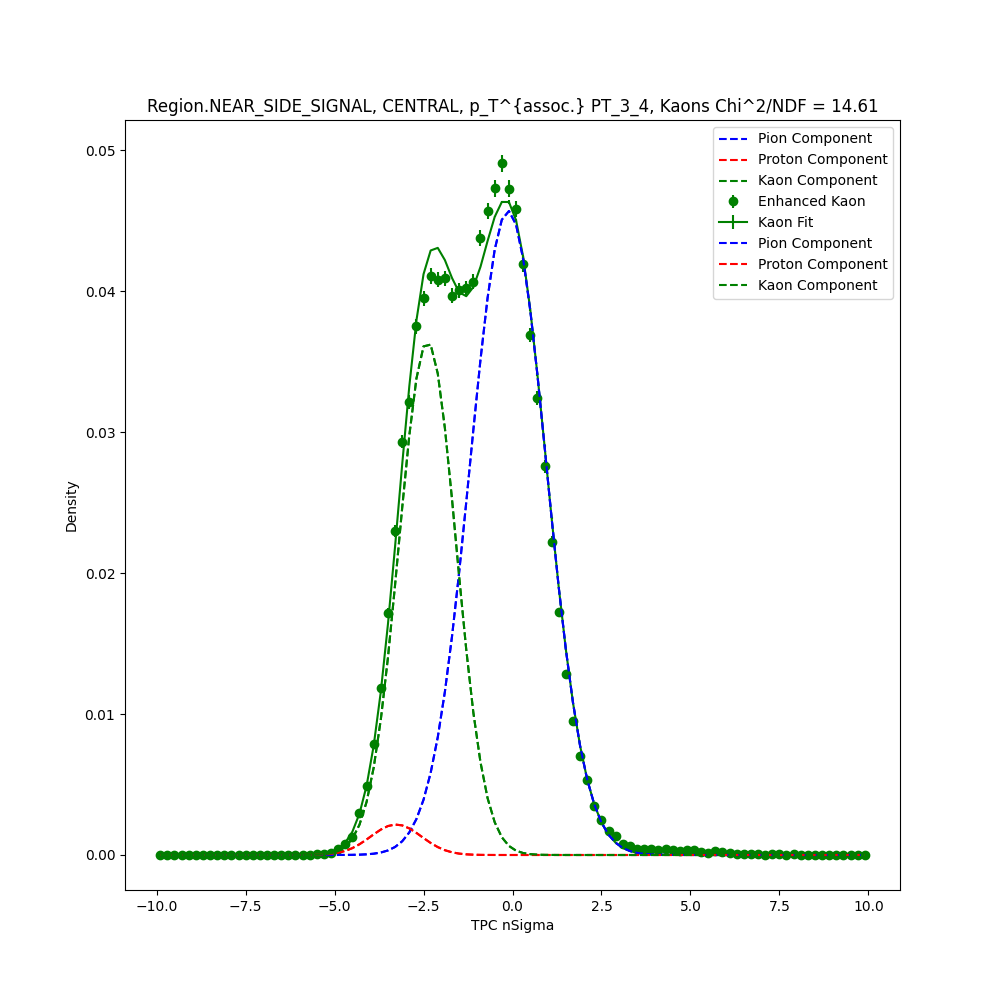 Region.NEAR_SIDE_SIGNAL, CENTRAL, p_T^{assoc.} PT_3_4, Kaons Chi^2/NDF = 14.61
Pion Component
Proton Component
Kaon Component
Enhanced Kaon
Kaon Fit
Pion Component
Proton Component
Kaon Component
0.05
0.04
0.03
0.02
0.01
0.00
Density
−10.0 −7.5 −5.0 −2.5 0.0 2.5 5.0 7.5 10.0
TPC nSigma